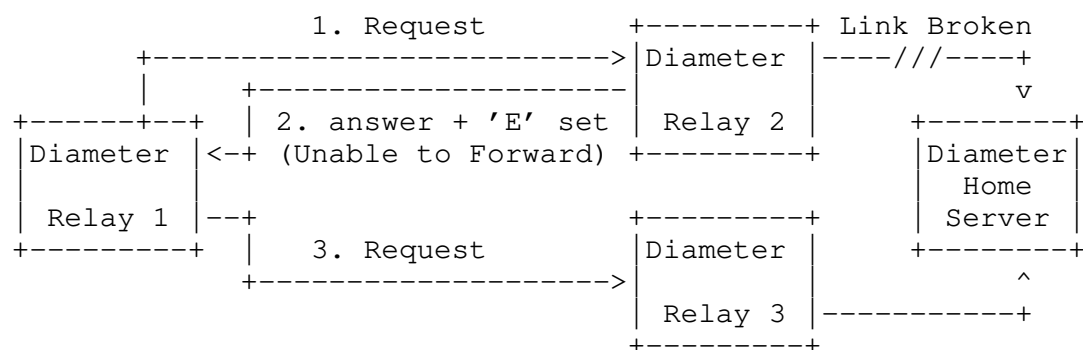 1. Request Link Broken
Diameter
2. answer + 'E' set Relay 2
Diameter (Unable to Forward) Diameter
Home
Relay 1 Server
3. Request Diameter
Relay 3